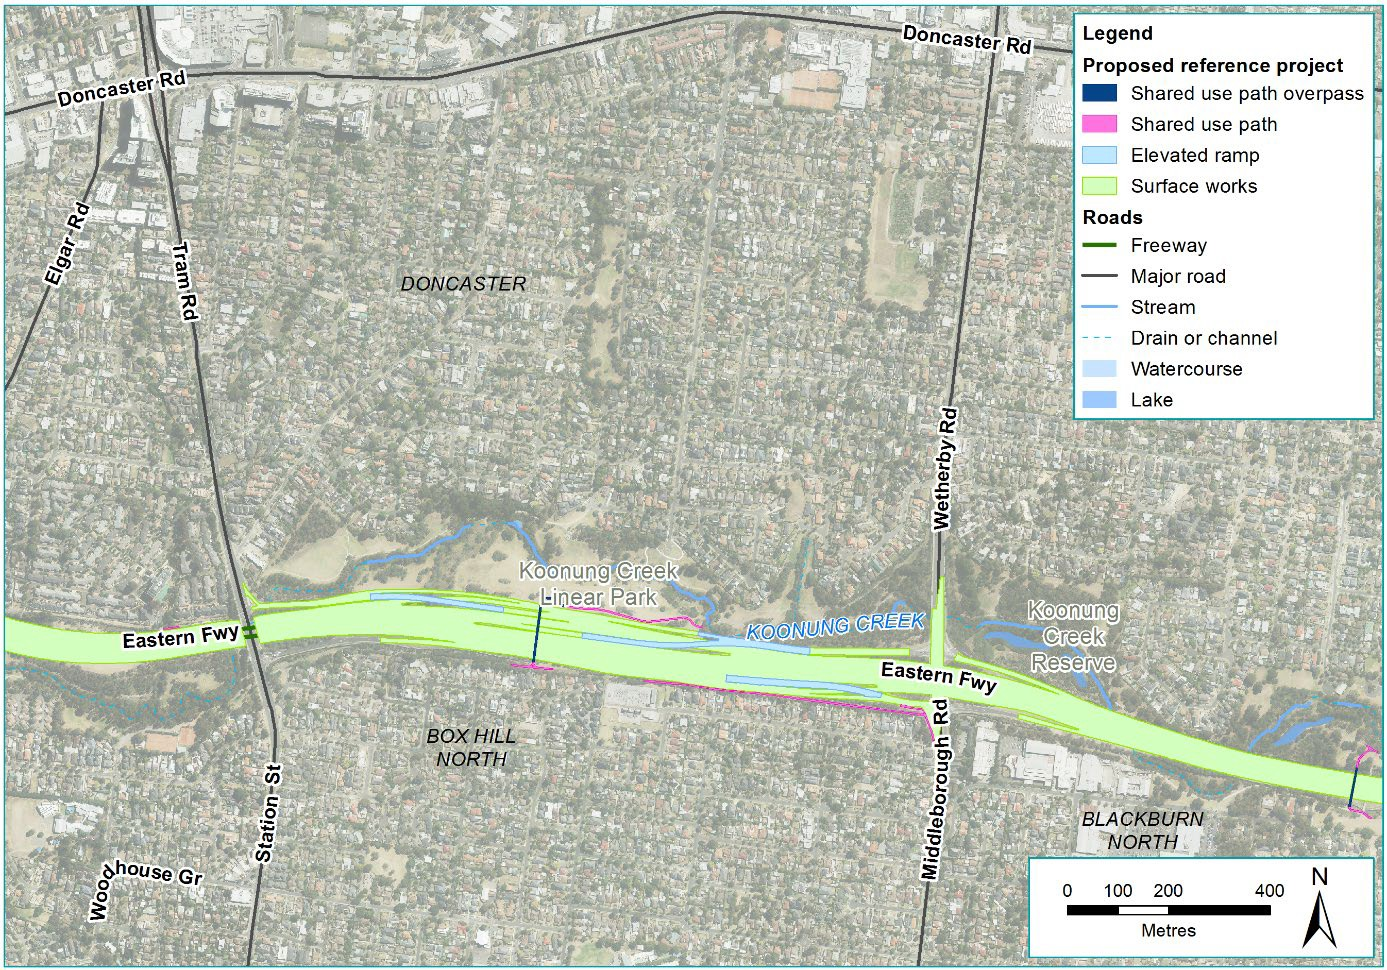 Doncaster Rd
Doncaster Rd
Elgar Rd
Tram Rd
DONCASTER
Wetherby Rd
Koonung Creek
Linear Park
KOONUNG CREEK
Koonung
Creek
Reserve
Eastern Fwy
Eastern Fwy
BOX HILL
NORTH
Station St
Middleborough Rd
BLACKBURN
NORTH
Woodhouse Gr
Legend
Proposed reference project
Shared use path overpass
Shared use path
Elevated ramp
Surface works
Roads
Freeway
Major road
Stream
Drain or channel
Watercourse
Lake
0 100 200 400
Metres
N